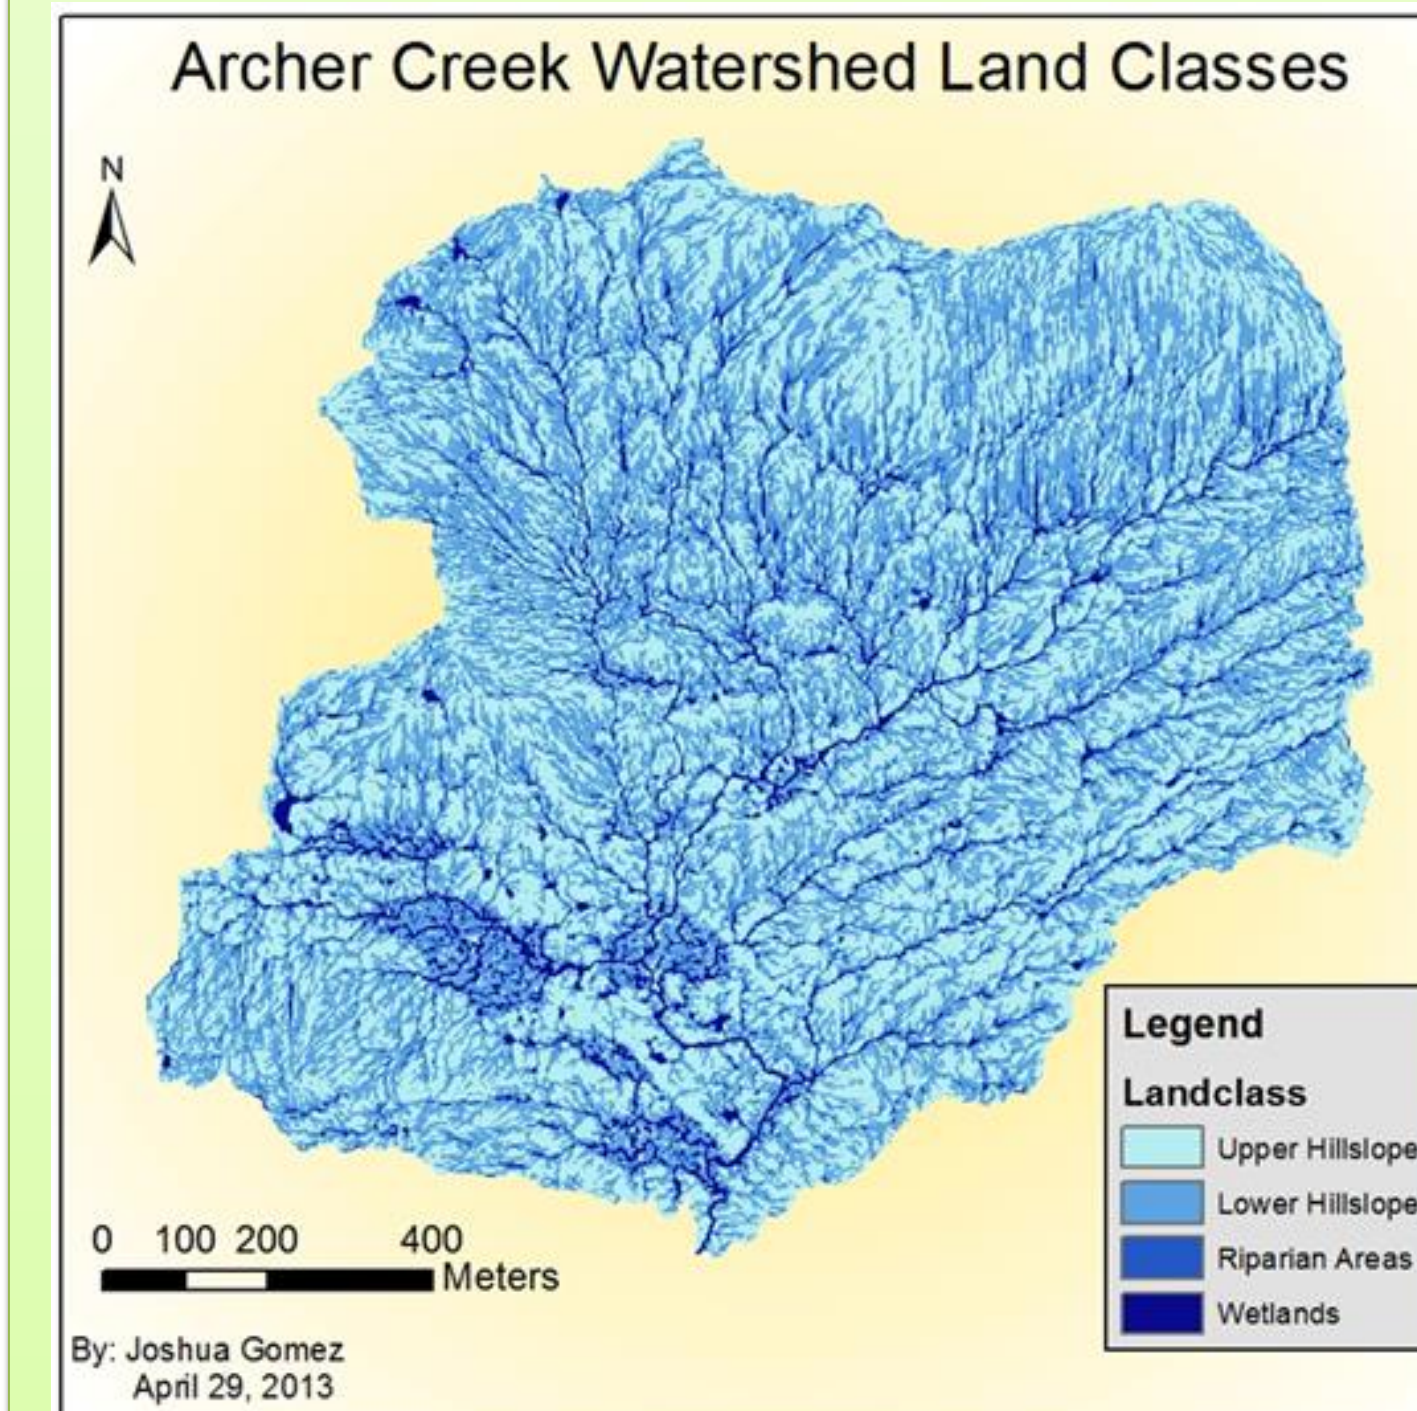 Archer Creek Watershed Land Classes
N
Legend
Landclass
Upper Hillslope
Lower Hillslope
Riparian Areas
Wetlands
0 100 200 400
Meters
By: Joshua Gomez
April 29, 2013